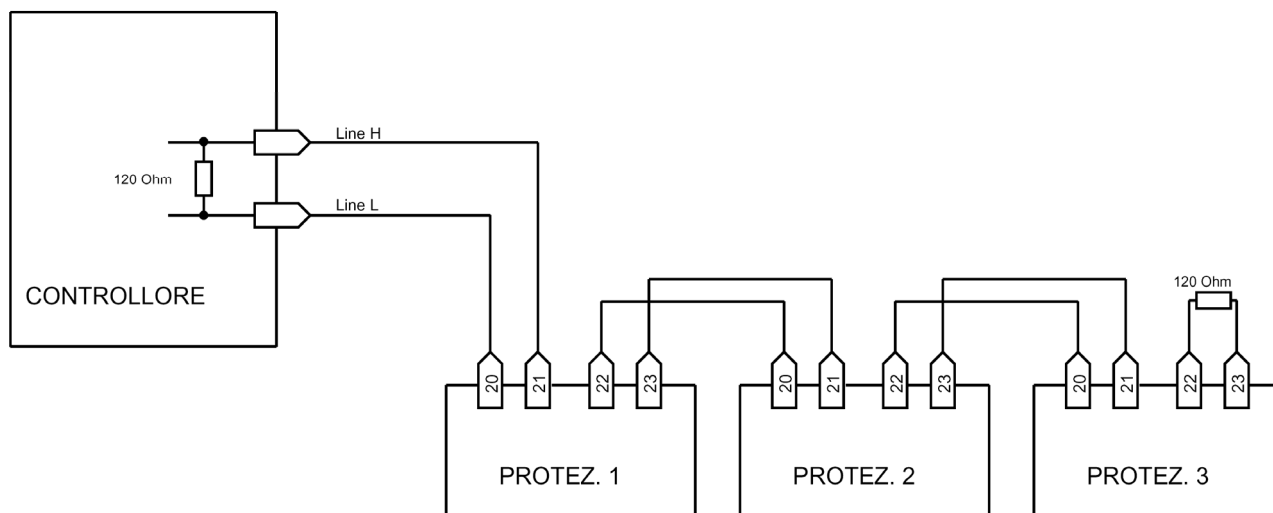 Line H
120 Ohm
Line L
CONTROLLORE
120 Ohm
20 21 22 23
20 21 22 23
20 21 22 23
PROTEZ. 1
PROTEZ. 2
PROTEZ. 3